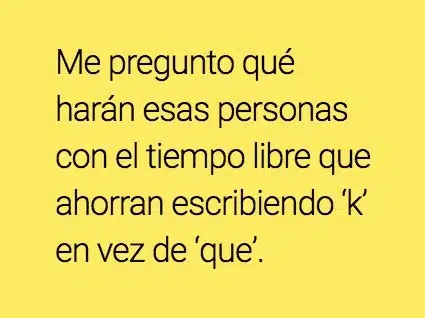 Me pregunto qué
harán esas personas
con el tiempo libre que
ahorran escribiendo ‘k’
en vez de ‘que’.